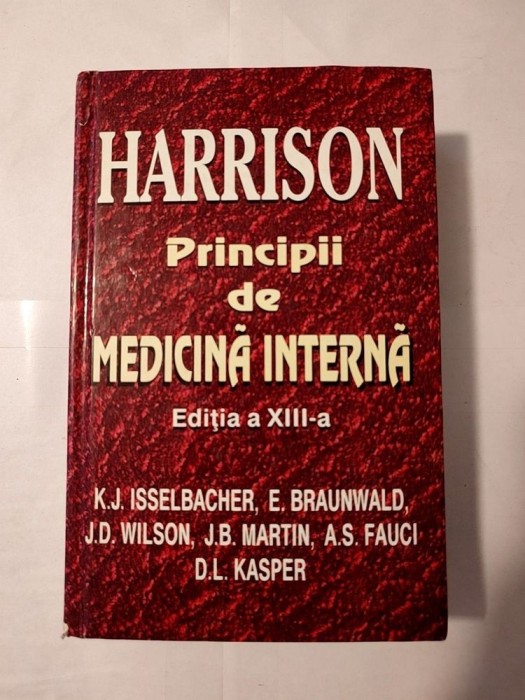 HARRISON
Principii
de
MEDICINĂ INTERNĂ
Ediţia a XIII-a
K.J. ISSELBACHER, E. BRAUNWALD,
J.D. WILSON, J.B. MARTIN, A.S. FAUCI
D.L. KASPER